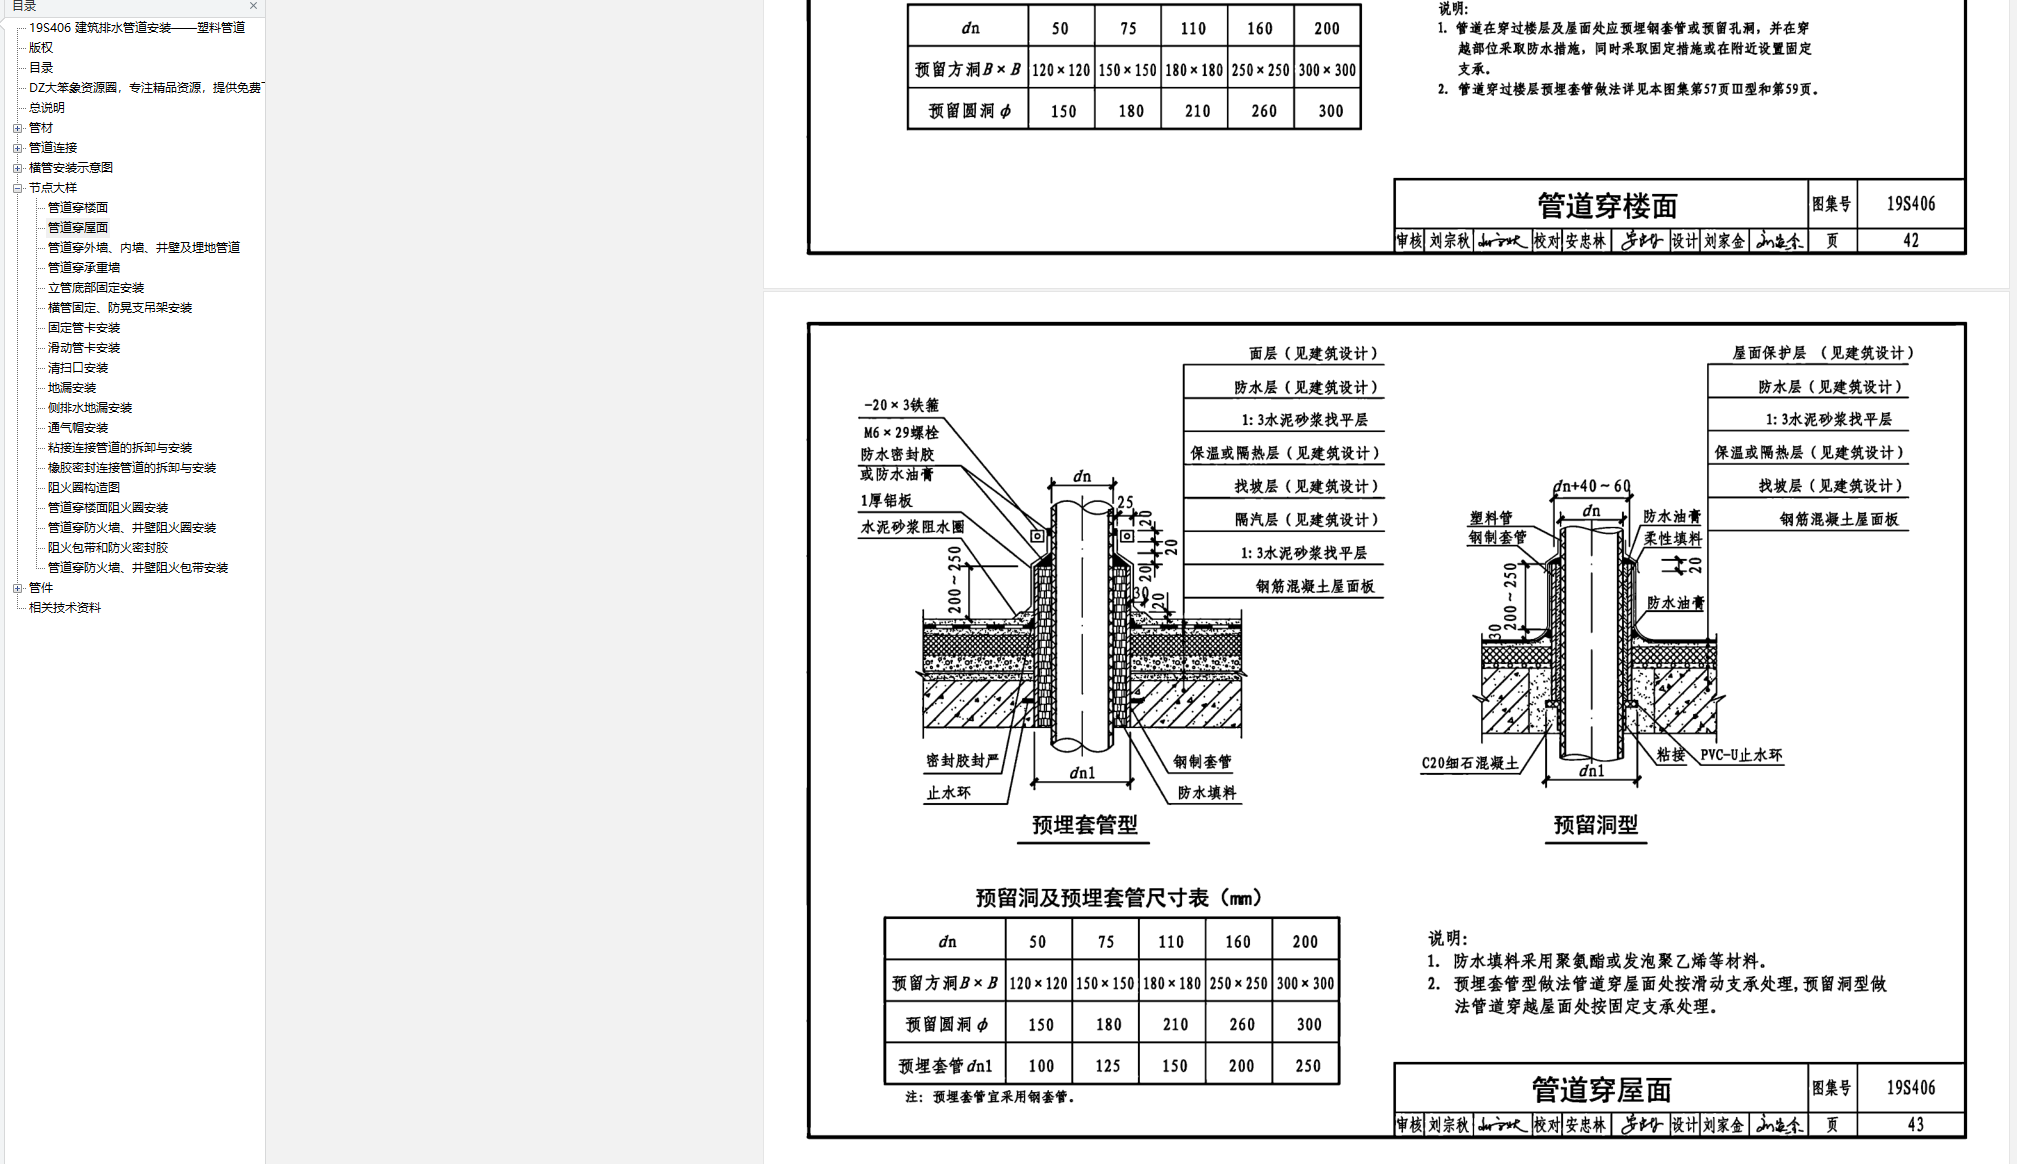 目录
19S406 建筑排水管道安装——塑料管道
版权
目录
DZ大笨象资源圈，专注精品资源，提供免费下
总说明
管材
管道连接
横管安装示意图
节点大样
管道穿楼面
管道穿屋面
管道穿外墙、内墙、井壁及埋地管道
管道穿承重墙
立管底部固定安装
横管固定、防晃支吊架安装
固定管卡安装
滑动管卡安装
清扫口安装
地漏安装
侧排水地漏安装
通气帽安装
粘接连接管道的拆卸与安装
橡胶密封连接管道的拆卸与安装
阻火圈构造图
管道穿楼面阻火圈安装
管道穿防火墙、井壁阻火圈安装
阻火包带和防火密封胶
管道穿防火墙、井壁阻火包带安装
管件
相关技术资料
dn 50 75 110 160 200
预留方洞B×B 120×120 150×150 180×180 250×250 300×300
预留圆洞ϕ 150 180 210 260 300
说明:
1. 管道在穿过楼层及屋面处应预埋钢套管或预留孔洞，并在穿
越部位采取防水措施，同时采取固定措施或在附近设置固定
支承。
2. 管道穿过楼层预埋套管做法详见本图集第57页Ⅲ型和第59页。
管道穿楼面 图集号 19S406
审核 刘宗秋 校对 安忠林 设计 刘家金 页 42
-20×3铁箍
M6×29螺栓
防水密封胶
或防水油膏
1厚铝板
水泥砂浆阻水圈
200~250
dn
25
20
20
20
30
20
面层（见建筑设计）
防水层（见建筑设计）
1:3水泥砂浆找平层
保温或隔热层（见建筑设计）
找坡层（见建筑设计）
隔汽层（见建筑设计）
1:3水泥砂浆找平层
钢筋混凝土屋面板
密封胶封严
止水环
dn1
钢制套管
防水填料
预埋套管型
屋面保护层（见建筑设计）
防水层（见建筑设计）
1:3水泥砂浆找平层
保温或隔热层（见建筑设计）
找坡层（见建筑设计）
钢筋混凝土屋面板
dn+40~60
dn
塑料管
钢制套管
防水油膏
柔性填料
20
防水油膏
200~250
30
C20细石混凝土
dn1
粘接
PVC-U止水环
预留洞型
预留洞及预埋套管尺寸表（mm）
dn 50 75 110 160 200
预留方洞B×B 120×120 150×150 180×180 250×250 300×300
预留圆洞ϕ 150 180 210 260 300
预埋套管dn1 100 125 150 200 250
注: 预埋套管宜采用钢套管。
说明:
1. 防水填料采用聚氨酯或发泡聚乙烯等材料。
2. 预埋套管型做法管道穿屋面处按滑动支承处理,预留洞型做
法管道穿越屋面处按固定支承处理。
管道穿屋面 图集号 19S406
审核 刘宗秋 校对 安忠林 设计 刘家金 页 43